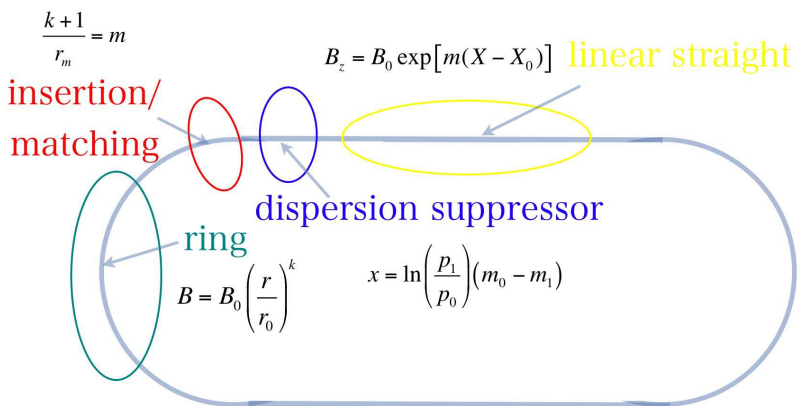 (k+1)/r_m = m
B_z = B_0 exp[m(X − X_0)]
linear straight
insertion/
matching
dispersion suppressor
ring
B = B_0 (r/r_0)^k
x = ln(p_1/p_0)(m_0 − m_1)